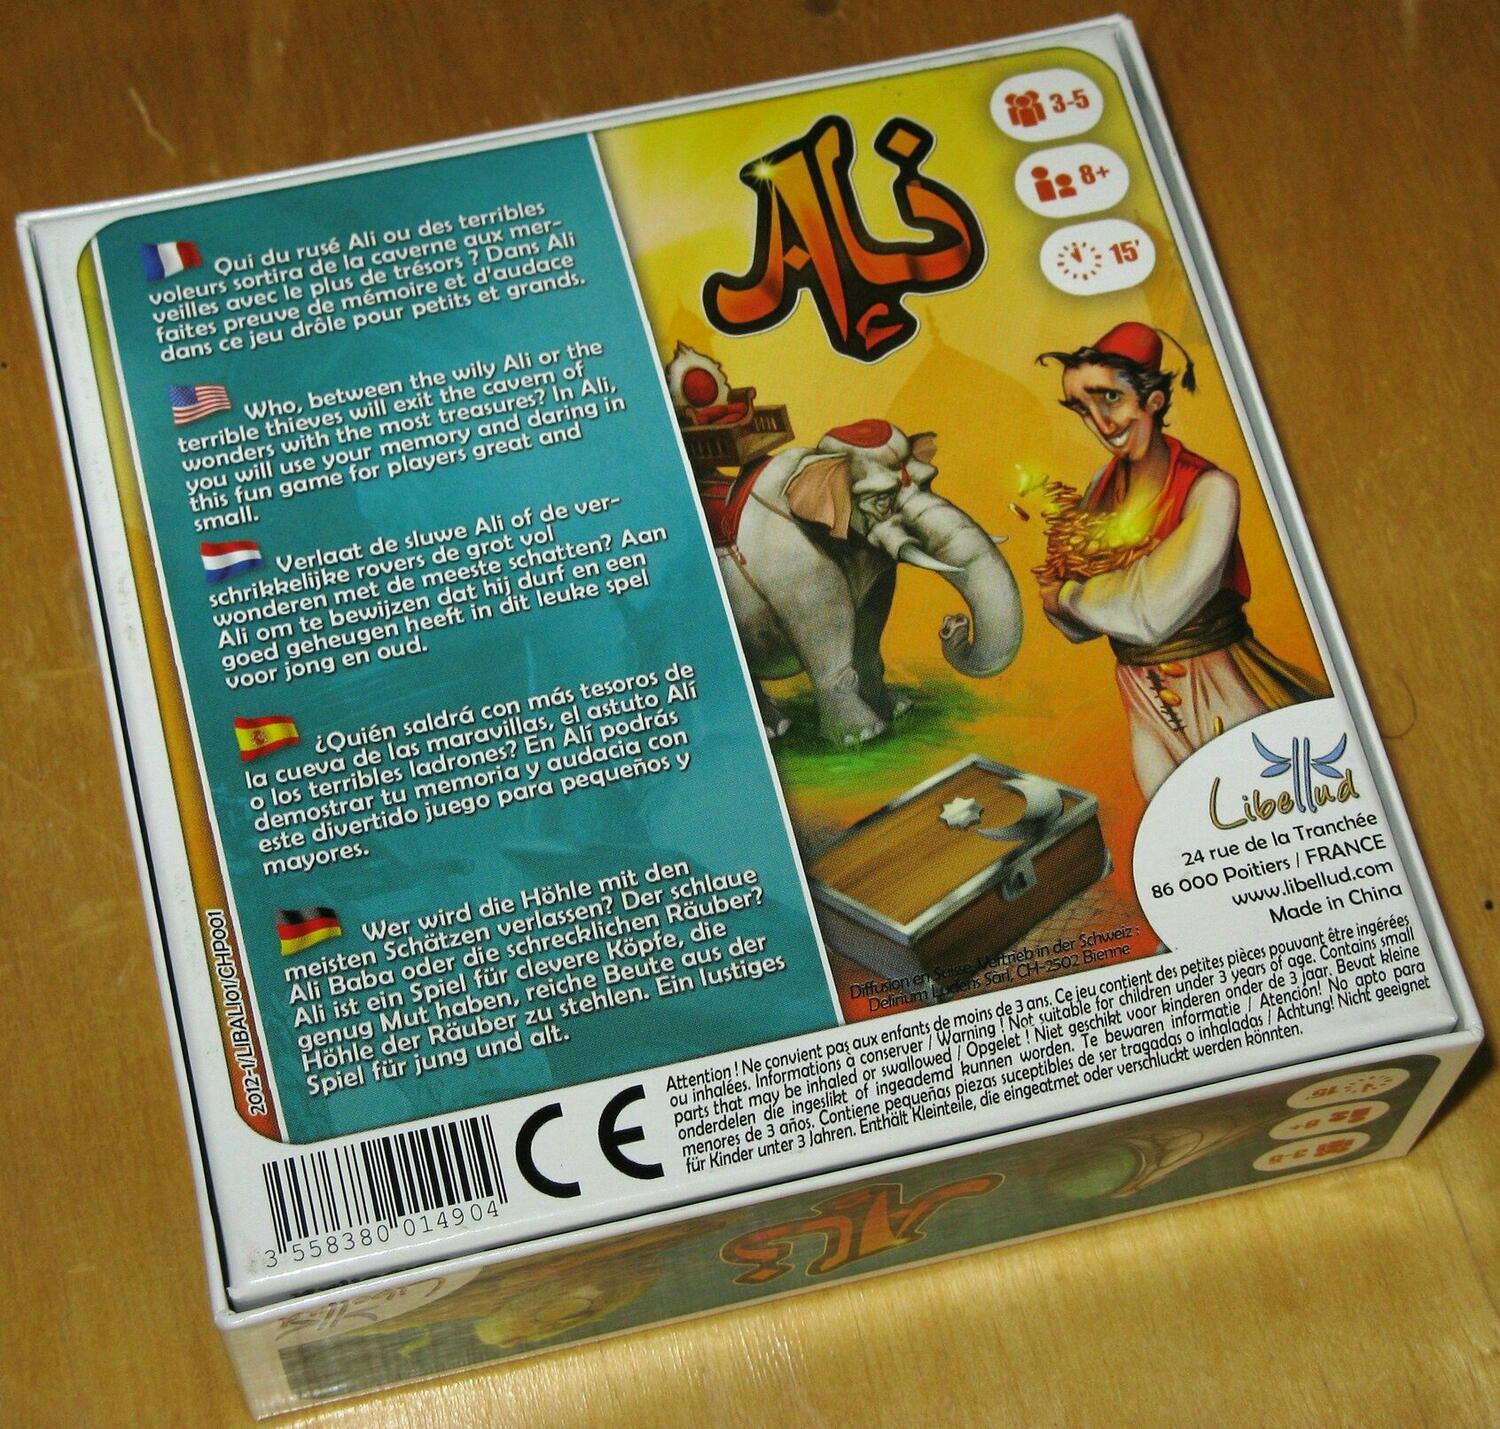 Qui du rusé Ali ou des terribles
voleurs sortira de la caverne aux mer-
veilles avec le plus de trésors ? Dans Ali
faites preuve de mémoire et d'audace
dans ce jeu drôle pour petits et grands.
Who, between the wily Ali or the
terrible thieves will exit the cavern of
wonders with the most treasures? In Ali,
you will use your memory and daring in
this fun game for players great and
small.
Verlaat de sluwe Ali of de ver-
schrikkelijke rovers de grot vol
wonderen met de meeste schatten? Aan
Ali om te bewijzen dat hij durf en een
goed geheugen heeft in dit leuke spel
voor jong en oud.
¿Quién saldrá con más tesoros de
la cueva de las maravillas, el astuto Alí
o los terribles ladrones? En Alí podrás
demostrar tu memoria y audacia con
este divertido juego para pequeños y
mayores.
Wer wird die Höhle mit den
meisten Schätzen verlassen? Der schlaue
Ali Baba oder die schrecklichen Räuber?
Ali ist ein Spiel für clevere Köpfe, die
genug Mut haben, reiche Beute aus der
Höhle der Räuber zu stehlen. Ein lustiges
Spiel für jung und alt.
2012-1/LIBALI01/CHP001
Ali
3-5
8+
15'
Libellud
24 rue de la Tranchée
86 000 Poitiers / FRANCE
www.libellud.com
Made in China
Diffusion en Suisse, Vertrieb in der Schweiz :
Delirium Ludens Sàrl, CH-2502 Bienne
Attention ! Ne convient pas aux enfants de moins de 3 ans. Ce jeu contient des petites pièces pouvant être ingérées
ou inhalées. Informations à conserver / Warning ! Not suitable for children under 3 years of age. Contains small
parts that may be inhaled or swallowed / Opgelet ! Niet geschikt voor kinderen onder de 3 jaar. Bevat kleine
onderdelen die ingeslikt of ingeademd kunnen worden. Te bewaren informatie / Atención! No apto para
menores de 3 años. Contiene pequeñas piezas suceptibles de ser tragadas o inhaladas / Achtung! Nicht geeignet
für Kinder unter 3 Jahren. Enthält Kleinteile, die eingeatmet oder verschluckt werden könnten.
CE
3 558380 014904
Ali
15'
8+
3-5
Libellud